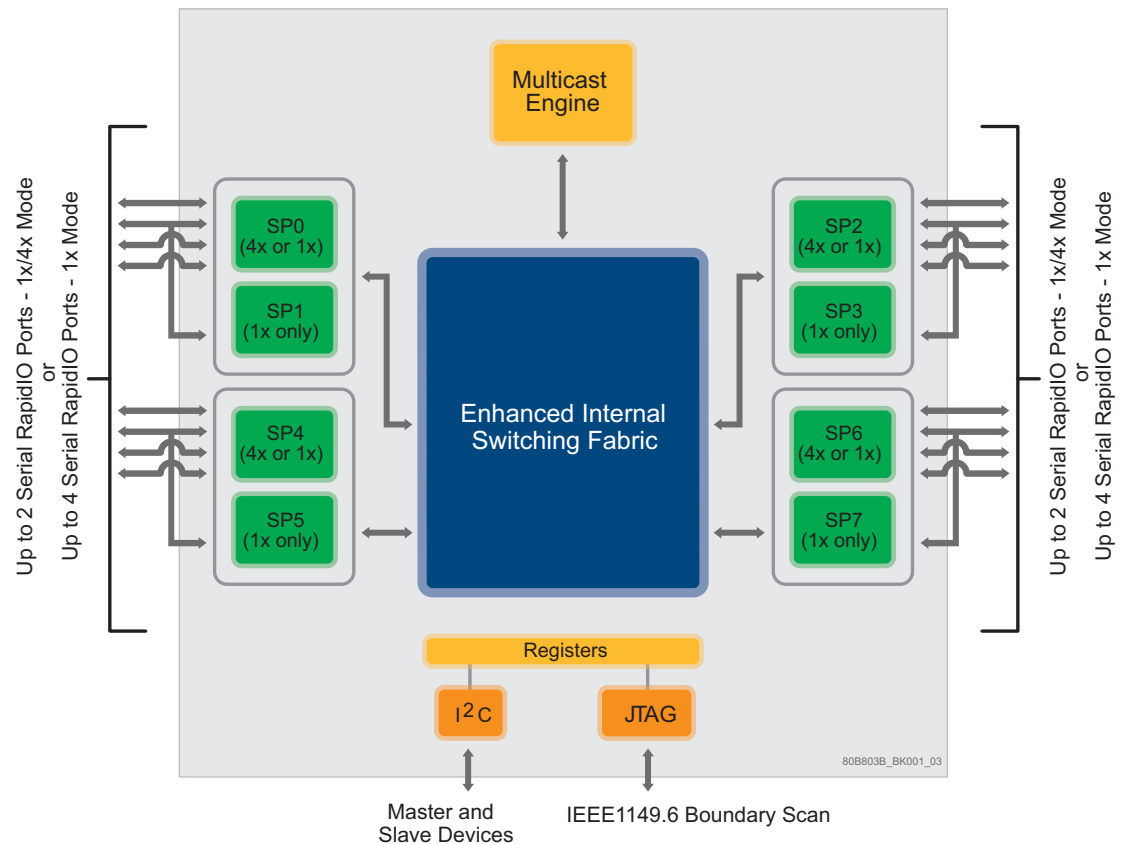 Multicast
Engine
Up to 2 Serial RapidIO Ports - 1x/4x Mode
or
Up to 4 Serial RapidIO Ports - 1x Mode
SP0
(4x or 1x)
SP1
(1x only)
SP4
(4x or 1x)
SP5
(1x only)
Enhanced Internal
Switching Fabric
SP2
(4x or 1x)
SP3
(1x only)
SP6
(4x or 1x)
SP7
(1x only)
Up to 2 Serial RapidIO Ports - 1x/4x Mode
or
Up to 4 Serial RapidIO Ports - 1x Mode
Registers
I2C
JTAG
80B803B_BK001_03
Master and
Slave Devices
IEEE1149.6 Boundary Scan